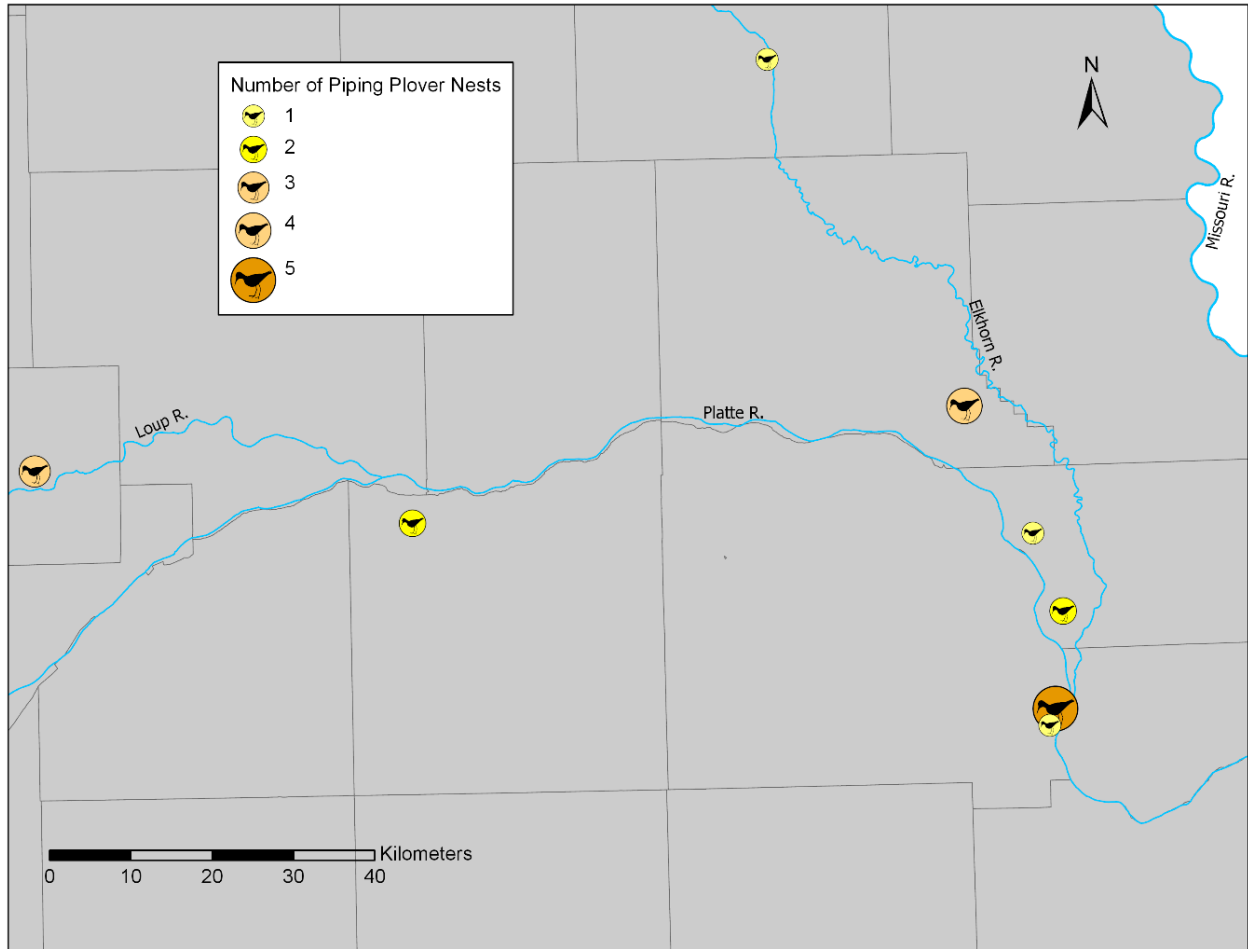 Number of Piping Plover Nests
1
2
3
4
5
N
Missouri R.
Elkhorn R.
Platte R.
Loup R.
Kilometers
0 10 20 30 40